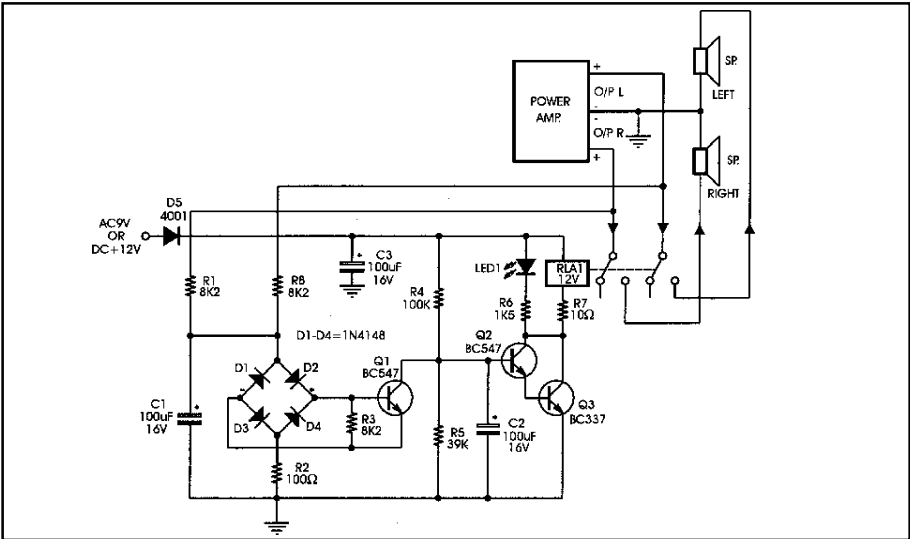 SP.
LEFT
POWER
AMP.
+
O/P L
-
-
O/P R
+
SP.
RIGHT
D5
4001
AC9V
OR
DC+12V
R1
8K2
R8
8K2
+
C3
100uF
16V
R4
100K
LED1
RLA1
12V
R6
1K5
R7
10Ω
D1-D4=1N4148
Q1
BC547
Q2
BC547
D1
D2
-
+
D3
D4
C1
100uF
16V
+
R3
8K2
R5
39K
+
C2
100uF
16V
Q3
BC337
R2
100Ω